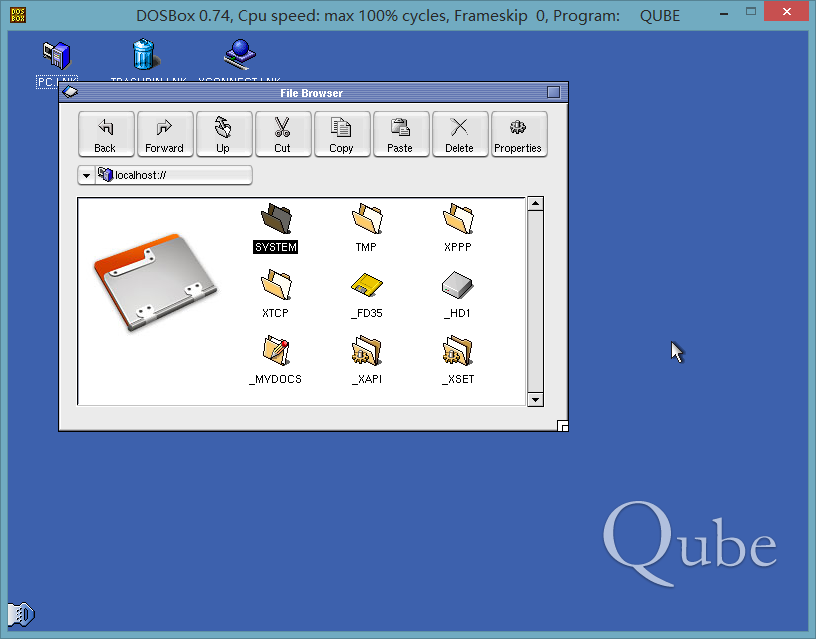 DOS BOX
DOSBox 0.74, Cpu speed: max 100% cycles, Frameskip 0, Program: QUBE
PC.LNK TRASHBIN.LNK XCONNECT.LNK
File Browser
Back Forward Up Cut Copy Paste Delete Properties
localhost://
SYSTEM TMP XPPP
XTCP _FD35 _HD1
_MYDOCS _XAPI _XSET
Qube